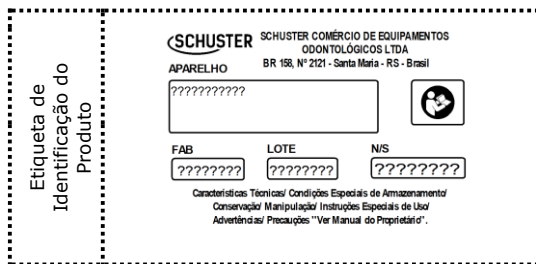 Etiqueta de
Identificação do
Produto
SCHUSTER
SCHUSTER COMÉRCIO DE EQUIPAMENTOS
ODONTOLÓGICOS LTDA
BR 158, Nº 2121 - Santa Maria - RS - Brasil
APARELHO
???????????
FAB
????????
LOTE
????????
N/S
????????
Características Técnicas/ Condições Especiais de Armazenamento/
Conservação/ Manipulação/ Instruções Especiais de Uso/
Advertências/ Precauções "Ver Manual do Proprietário".